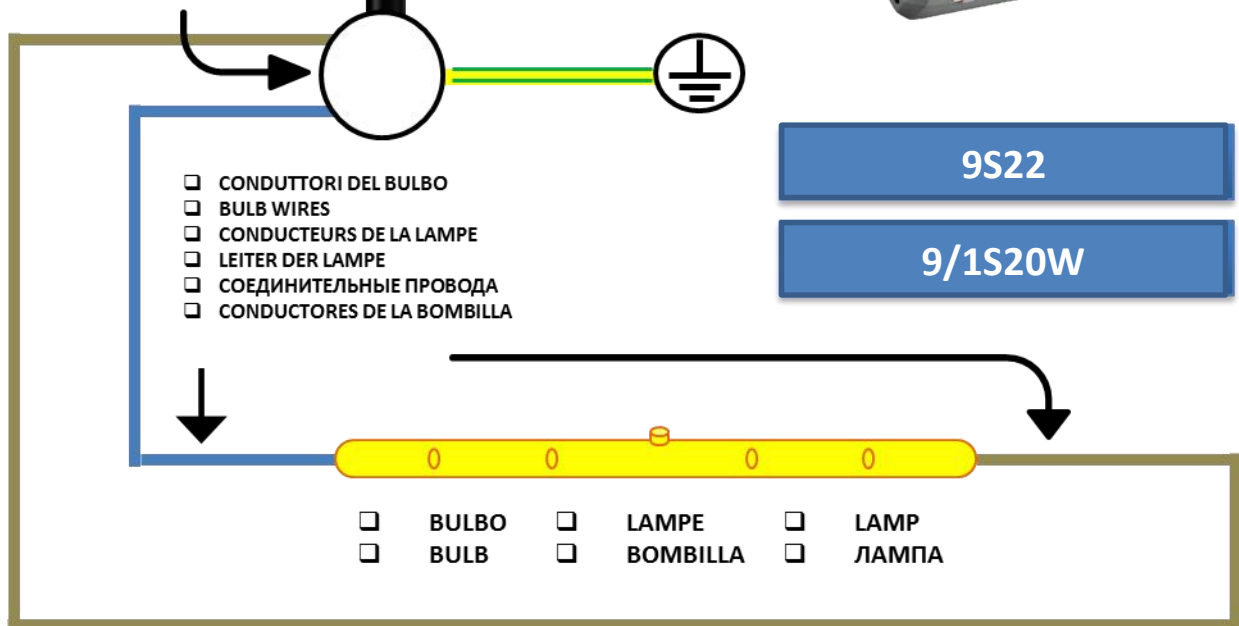 9S22
9/1S20W
❑ CONDUTTORI DEL BULBO
❑ BULB WIRES
❑ CONDUCTEURS DE LA LAMPE
❑ LEITER DER LAMPE
❑ СОЕДИНИТЕЛЬНЫЕ ПРОВОДА
❑ CONDUCTORES DE LA BOMBILLA
❑ BULBO ❑ LAMPE ❑ LAMP
❑ BULB ❑ BOMBILLA ❑ ЛАМПА